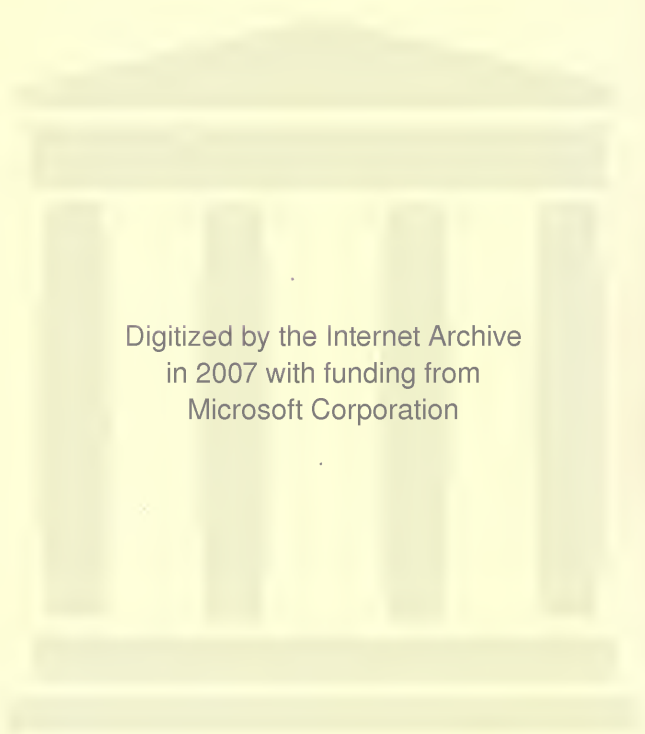 Digitized by the Internet Archive
in 2007 with funding from
Microsoft Corporation